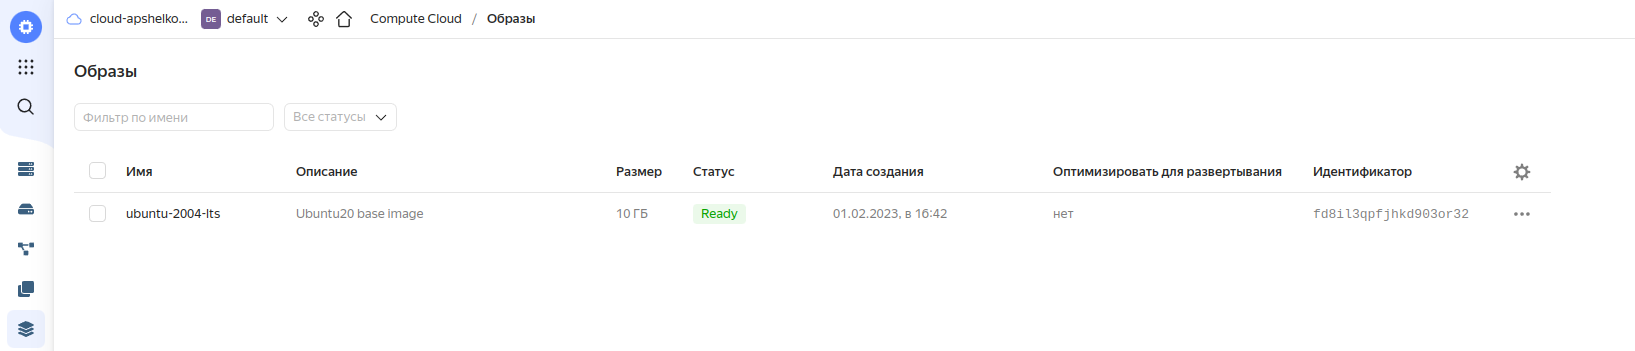 cloud-apshelko... DE default Compute Cloud / Образы
Образы
Фильтр по имени Все статусы
Имя Описание Размер Статус Дата создания Оптимизировать для развертывания Идентификатор
ubuntu-2004-lts Ubuntu20 base image 10 ГБ Ready 01.02.2023, в 16:42 нет fd8il3qpfjhkd903or32